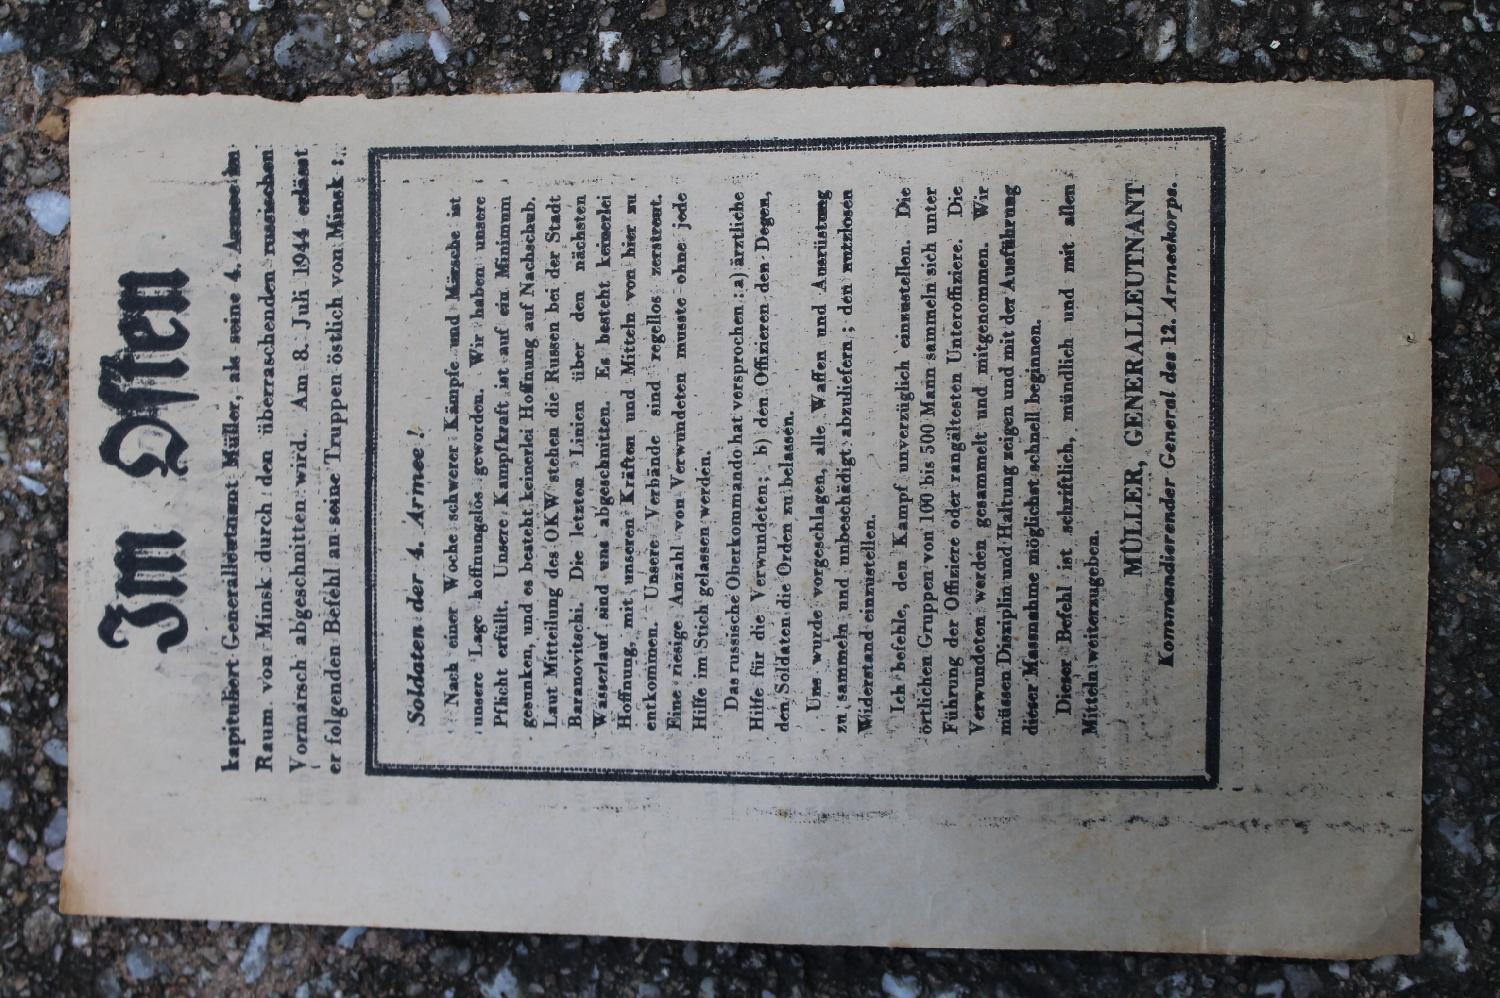 Im Osten
kapituliert Generalleutnant Müller, als seine 4. Armee im
Raum von Minsk durch den überraschenden russischen
Vormarsch abgeschnitten wird. Am 8. Juli 1944 erlässt
er folgenden Befehl an seine Truppen östlich von Minsk :
Soldaten der 4. Armee !
Nach einer Woche schwerer Kämpfe und Märsche ist
unsere Lage hoffnungslos geworden. Wir haben unsere
Pflicht erfüllt. Unsere Kampfkraft ist auf ein Minimum
gesunken, und es besteht keinerlei Hoffnung auf Nachschub.
Laut Mitteilung des OKW stehen die Russen bei der Stadt
Baranovitschi. Die letzten Linien über den nächsten
Wasserlauf sind uns abgeschnitten. Es besteht keinerlei
Hoffnung, mit unseren Kräften und Mitteln von hier zu
entkommen. Unsere Verbände sind regellos zerstreut.
Eine riesige Anzahl von Verwundeten musste ohne jede
Hilfe im Stich gelassen werden.
Das russische Oberkommando hat versprochen : a) ärztliche
Hilfe für die Verwundeten; b) den Offizieren den Degen,
den Soldaten die Orden zu belassen.
Uns wurde vorgeschlagen, alle Waffen und Ausrüstung
zu sammeln und unbeschädigt abzuliefern ; den nutzlosen
Widerstand einzustellen.
Ich befehle, den Kampf unverzüglich einzustellen. Die
örtlichen Gruppen von 100 bis 500 Mann sammeln sich unter
Führung der Offiziere oder rangältesten Unteroffiziere. Die
Verwundeten werden gesammelt und mitgenommen. Wir
müssen Disziplin und Haltung zeigen und mit der Ausführung
dieser Massnahme möglichst schnell beginnen.
Dieser Befehl ist schriftlich, mündlich und mit allen
Mitteln weiterzugeben.
MÜLLER, GENERALLEUTNANT
Kommandierender General des 12. Armeekorps.